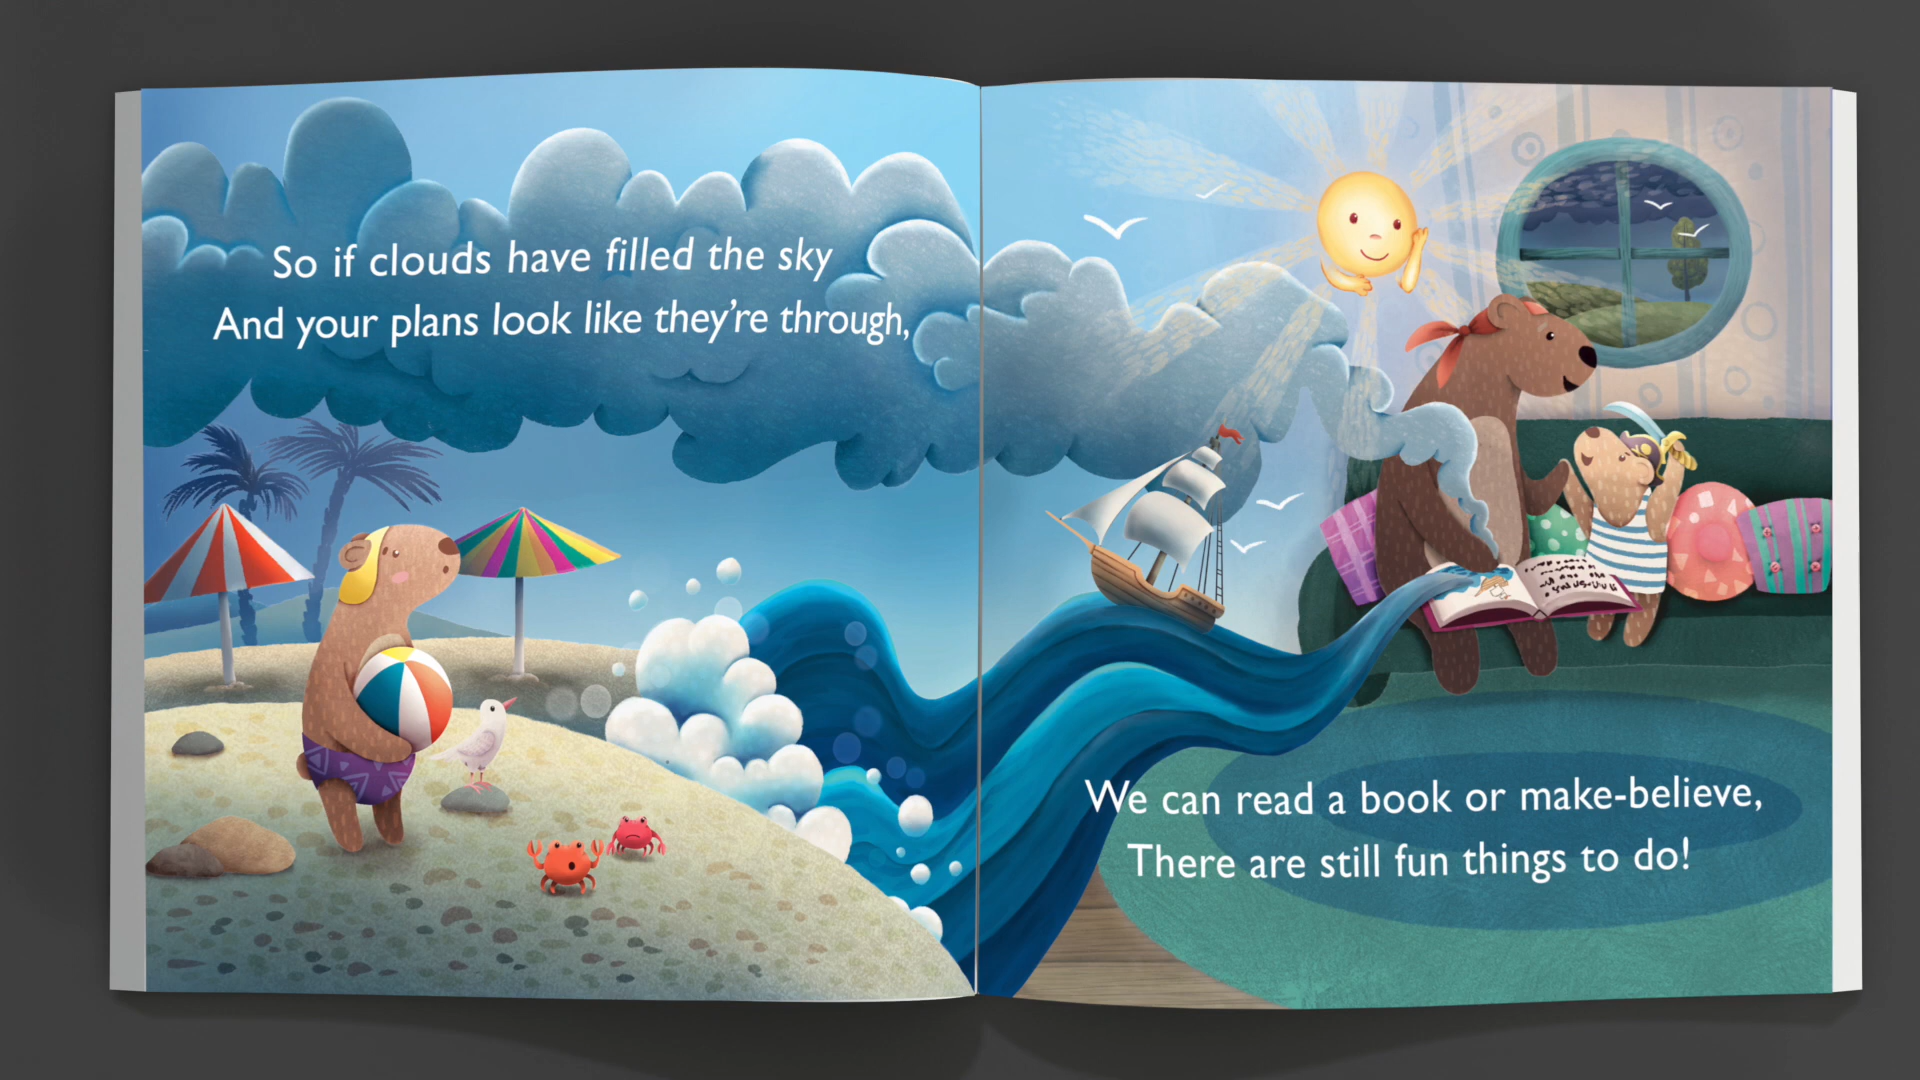 So if clouds have filled the sky
And your plans look like they're through,
We can read a book or make-believe,
There are still fun things to do!